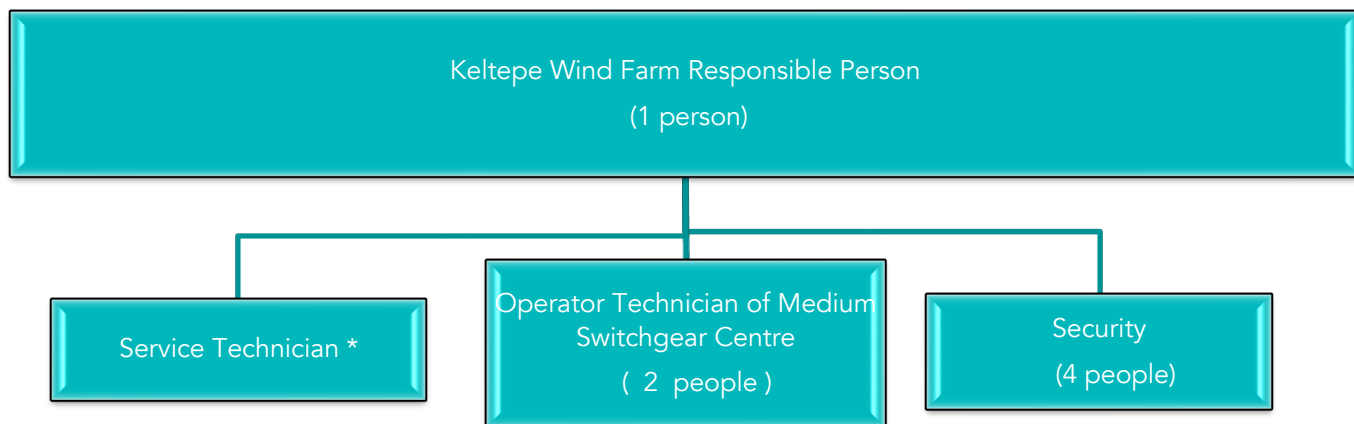 Keltepe Wind Farm Responsible Person
(1 person)
Service Technician *
Operator Technician of Medium
Switchgear Centre
( 2 people )
Security
(4 people)